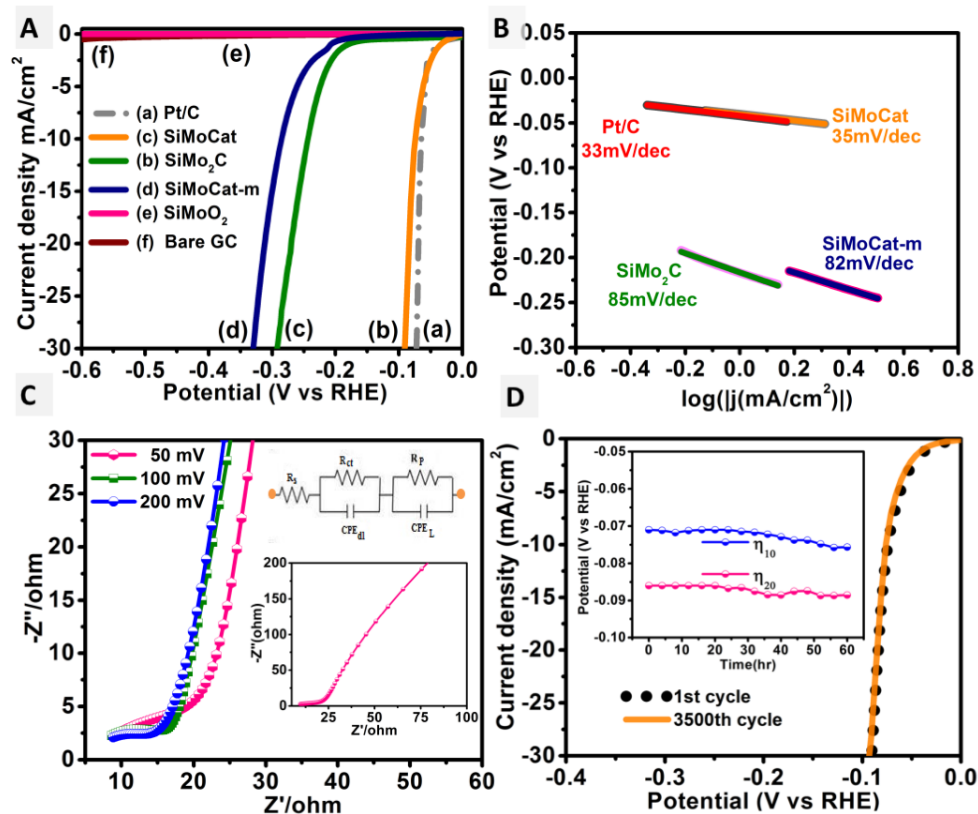 A
0
-5
-10
-15
-20
-25
-30
Current density mA/cm²
(f)
(e)
(a) Pt/C
(c) SiMoCat
(b) SiMo₂C
(d) SiMoCat-m
(e) SiMoO₂
(f) Bare GC
(d)
(c)
(b)
(a)
-0.6 -0.5 -0.4 -0.3 -0.2 -0.1 0.0
Potential (V vs RHE)
B
0.05
0.00
-0.05
-0.10
-0.15
-0.20
-0.25
-0.30
Potential (V vs RHE)
Pt/C
33mV/dec
SiMoCat
35mV/dec
SiMo₂C
85mV/dec
SiMoCat-m
82mV/dec
-0.6 -0.4 -0.2 0.0 0.2 0.4 0.6 0.8
log(|j(mA/cm²)|)
C
30
25
20
15
10
5
0
-Z''/ohm
50 mV
100 mV
200 mV
Rs
Rct
CPEdl
Rp
CPEL
200
150
100
50
0
-Z''(ohm)
25 50 75 100
Z'/ohm
10 20 30 40 50 60
Z'/ohm
D
0
-5
-10
-15
-20
-25
-30
Current density (mA/cm²)
-0.05
-0.06
-0.07
-0.08
-0.09
-0.10
Potential (V vs RHE)
η₁₀
η₂₀
0 10 20 30 40 50 60
Time(hr)
1st cycle
3500th cycle
-0.4 -0.3 -0.2 -0.1 0.0
Potential (V vs RHE)